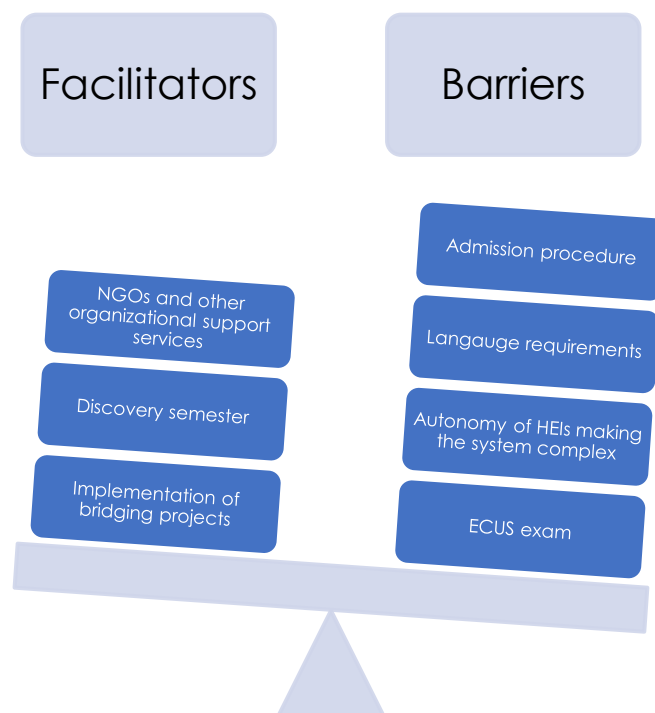 Facilitators
Barriers
NGOs and other
organizational support
services
Discovery semester
Implementation of
bridging projects
Admission procedure
Langauge requirements
Autonomy of HEIs making
the system complex
ECUS exam